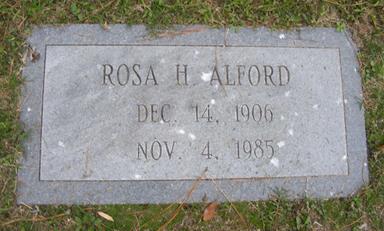 ROSA H. ALFORD
DEC. 14, 1906
NOV. 4, 1985